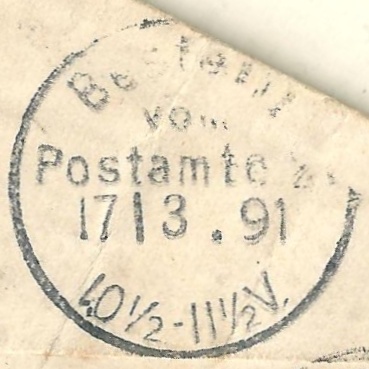 Bestellt
vom
Postamte
17/3.91
10½-11½V.